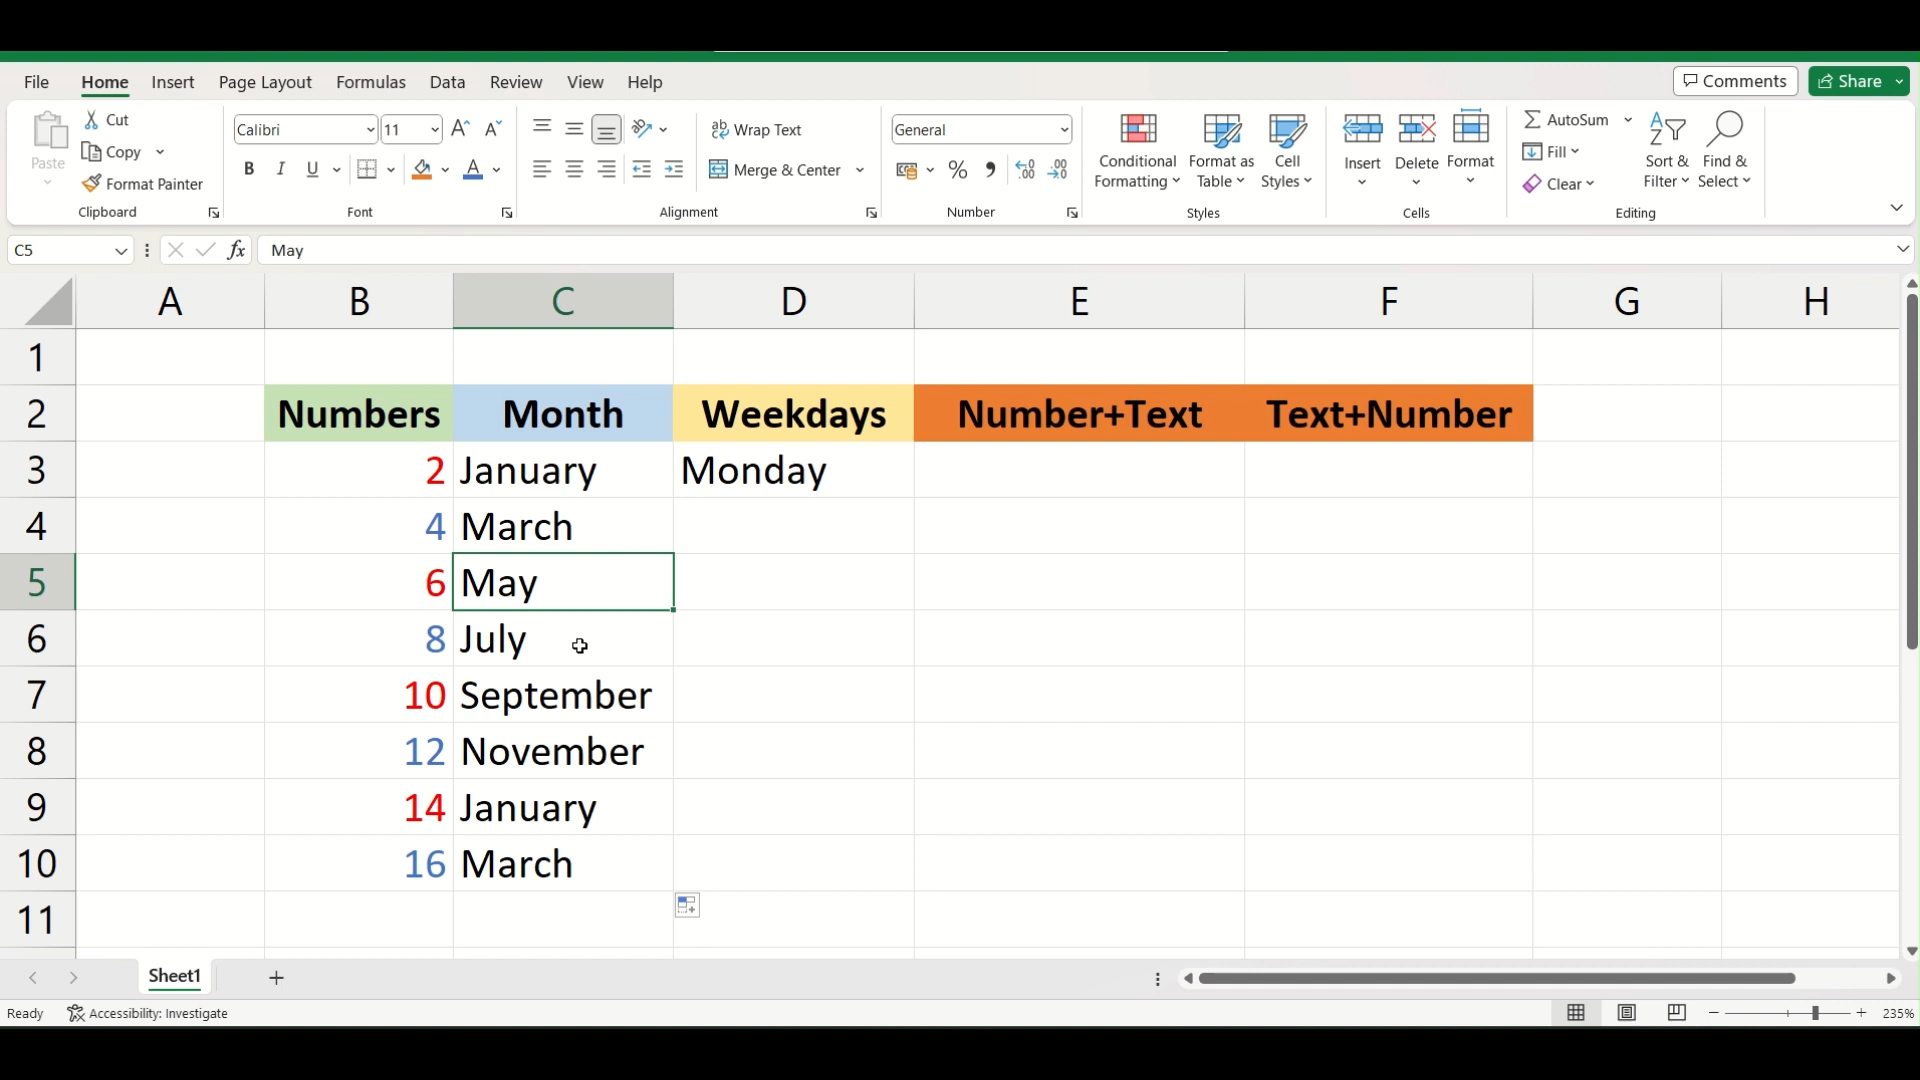 File Home Insert Page Layout Formulas Data Review View Help Comments Share
Paste Cut Copy Format Painter Clipboard
Calibri 11 B I U A Font
ab Wrap Text Merge & Center Alignment
General % Number
Conditional Formatting Format as Table Cell Styles Styles
Insert Delete Format Cells
AutoSum Fill Clear Sort & Filter Find & Select Editing
C5 fx May
A B C D E F G H
1
2 Numbers Month Weekdays Number+Text Text+Number
3 2 January Monday
4 4 March
5 6 May
6 8 July
7 10 September
8 12 November
9 14 January
10 16 March
11
Sheet1
Ready Accessibility: Investigate 235%